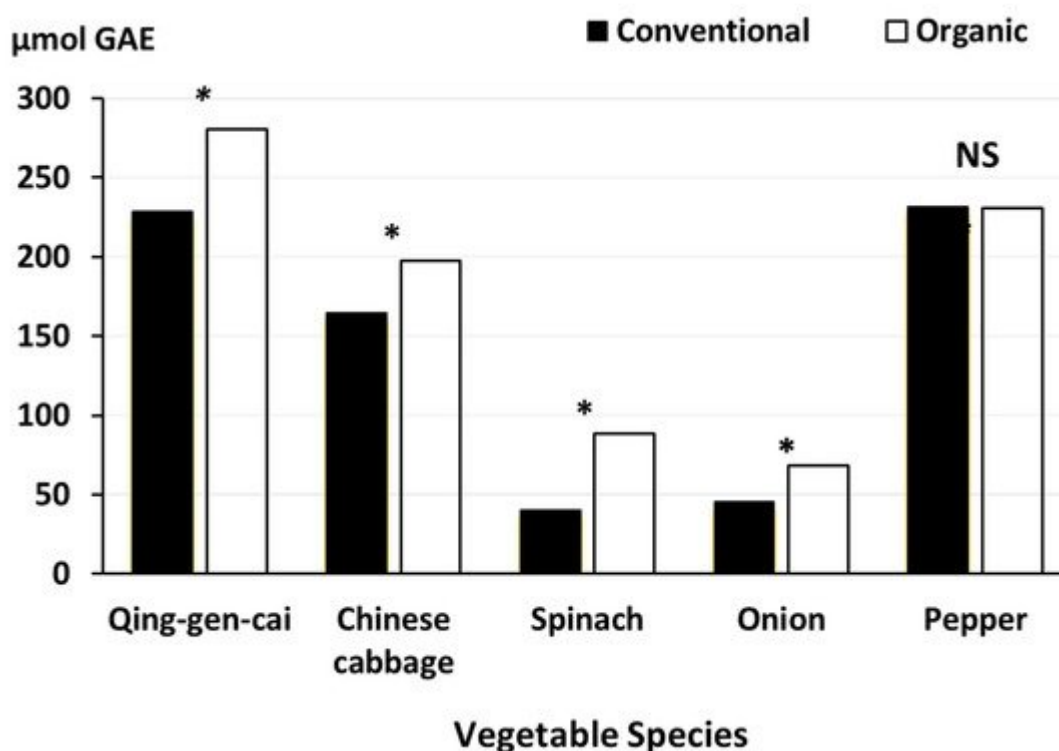 µmol GAE
Conventional
Organic
300
250
200
150
100
50
0
*
*
*
*
NS
Qing-gen-cai
Chinese
cabbage
Spinach
Onion
Pepper
Vegetable Species